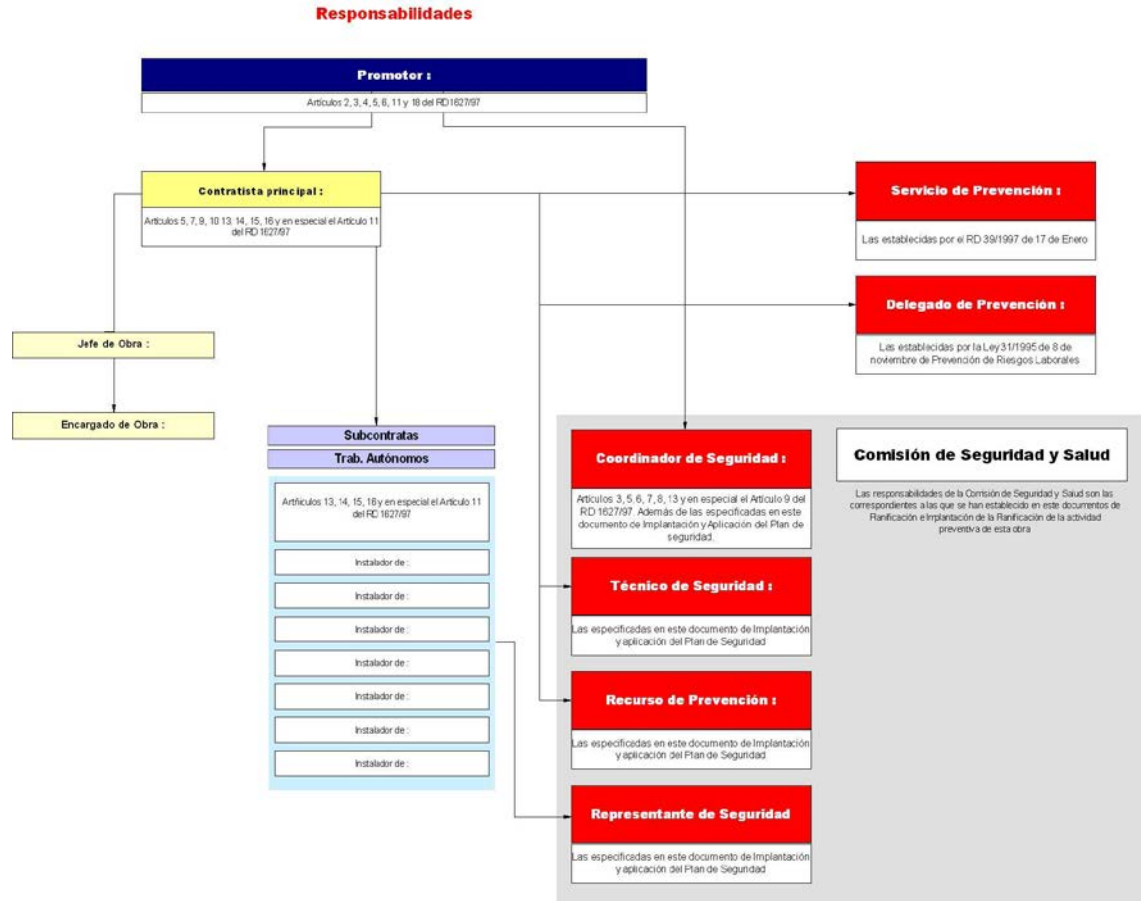 Responsabilidades
Promotor :
Artículos 2, 3, 4, 5, 6, 11 y 18 del RD1627/97
Contratista principal :
Artículos 5, 7, 9, 10 13, 14, 15, 16 y en especial el Artículo 11
del RD 1627/97
Servicio de Prevención :
Las establecidas por el RD 39/1997 de 17 de Enero
Delegado de Prevención :
Las establecidas por la Ley 31/1995 de 8 de
noviembre de Prevención de Riesgos Laborales
Jefe de Obra :
Encargado de Obra :
Subcontratas
Trab. Autónomos
Artñiculos 13, 14, 15, 16 y en especial el Artículo 11
del RD 1627/97
Instalador de :
Instalador de :
Instalador de :
Instalador de :
Instalador de :
Instalador de :
Instalador de :
Coordinador de Seguridad :
Artículos 3, 5, 6, 7, 8, 13 y en especial el Artículo 9 del
RD 1627/97. Además de las especificadas en este
documento de Implantación y Aplicación del Plan de
seguridad.
Técnico de Seguridad :
Las especificadas en este documento de Implantación
y aplicación del Plan de Seguridad
Recurso de Prevención :
Las especificadas en este documento de Implantación
y aplicación del Plan de Seguridad
Representante de Seguridad
Las especificadas en este documento de Implantación
y aplicación del Plan de Seguridad
Comisión de Seguridad y Salud
Las responsabilidades de la Comisión de Seguridad y Salud son las
correspondientes a las que se han establecido en este documentos de
Planificación e Implantación de la Planificación de la actividad
preventiva de esta obra